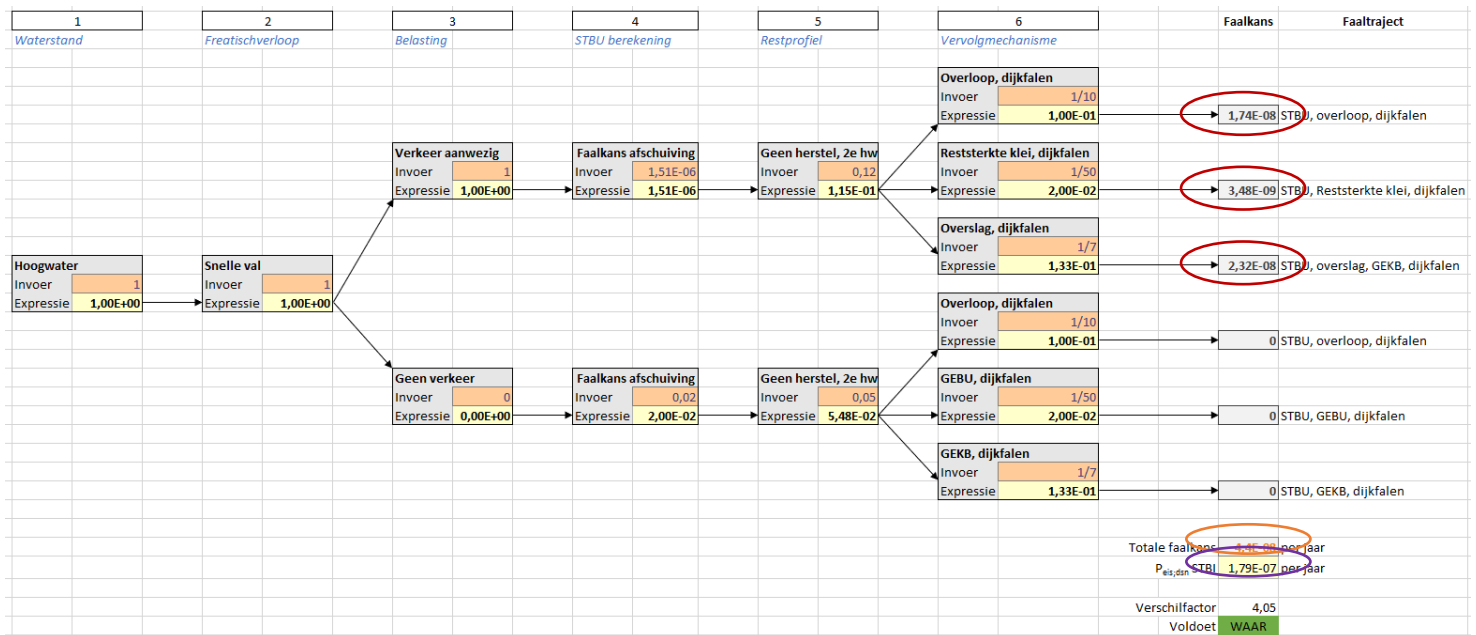 1 2 3 4 5 6 Faalkans Faaltraject
Waterstand Freatischverloop Belasting STBU berekening Restprofiel Vervolgmechanisme
Overloop, dijkfalen
Invoer 1/10
Expressie 1,00E-01 1,74E-08 STBU, overloop, dijkfalen
Verkeer aanwezig Faalkans afschuiving Geen herstel, 2e hw Reststerkte klei, dijkfalen
Invoer 1 Invoer 1,51E-06 Invoer 0,12 Invoer 1/50
Expressie 1,00E+00 Expressie 1,51E-06 Expressie 1,15E-01 Expressie 2,00E-02 3,48E-09 STBU, Reststerkte klei, dijkfalen
Overslag, dijkfalen
Invoer 1/7
Expressie 1,33E-01 2,32E-08 STBU, overslag, GEKB, dijkfalen
Hoogwater Snelle val
Invoer 1 Invoer 1
Expressie 1,00E+00 Expressie 1,00E+00
Overloop, dijkfalen
Invoer 1/10
Expressie 1,00E-01 0 STBU, overloop, dijkfalen
Geen verkeer Faalkans afschuiving Geen herstel, 2e hw GEBU, dijkfalen
Invoer 0 Invoer 0,02 Invoer 0,05 Invoer 1/50
Expressie 0,00E+00 Expressie 2,00E-02 Expressie 5,48E-02 Expressie 2,00E-02 0 STBU, GEBU, dijkfalen
GEKB, dijkfalen
Invoer 1/7
Expressie 1,33E-01 0 STBU, GEKB, dijkfalen
Totale faalkans 4,4E-08 per jaar
Peis;dsn STBI 1,79E-07 per jaar
Verschilfactor 4,05
Voldoet WAAR